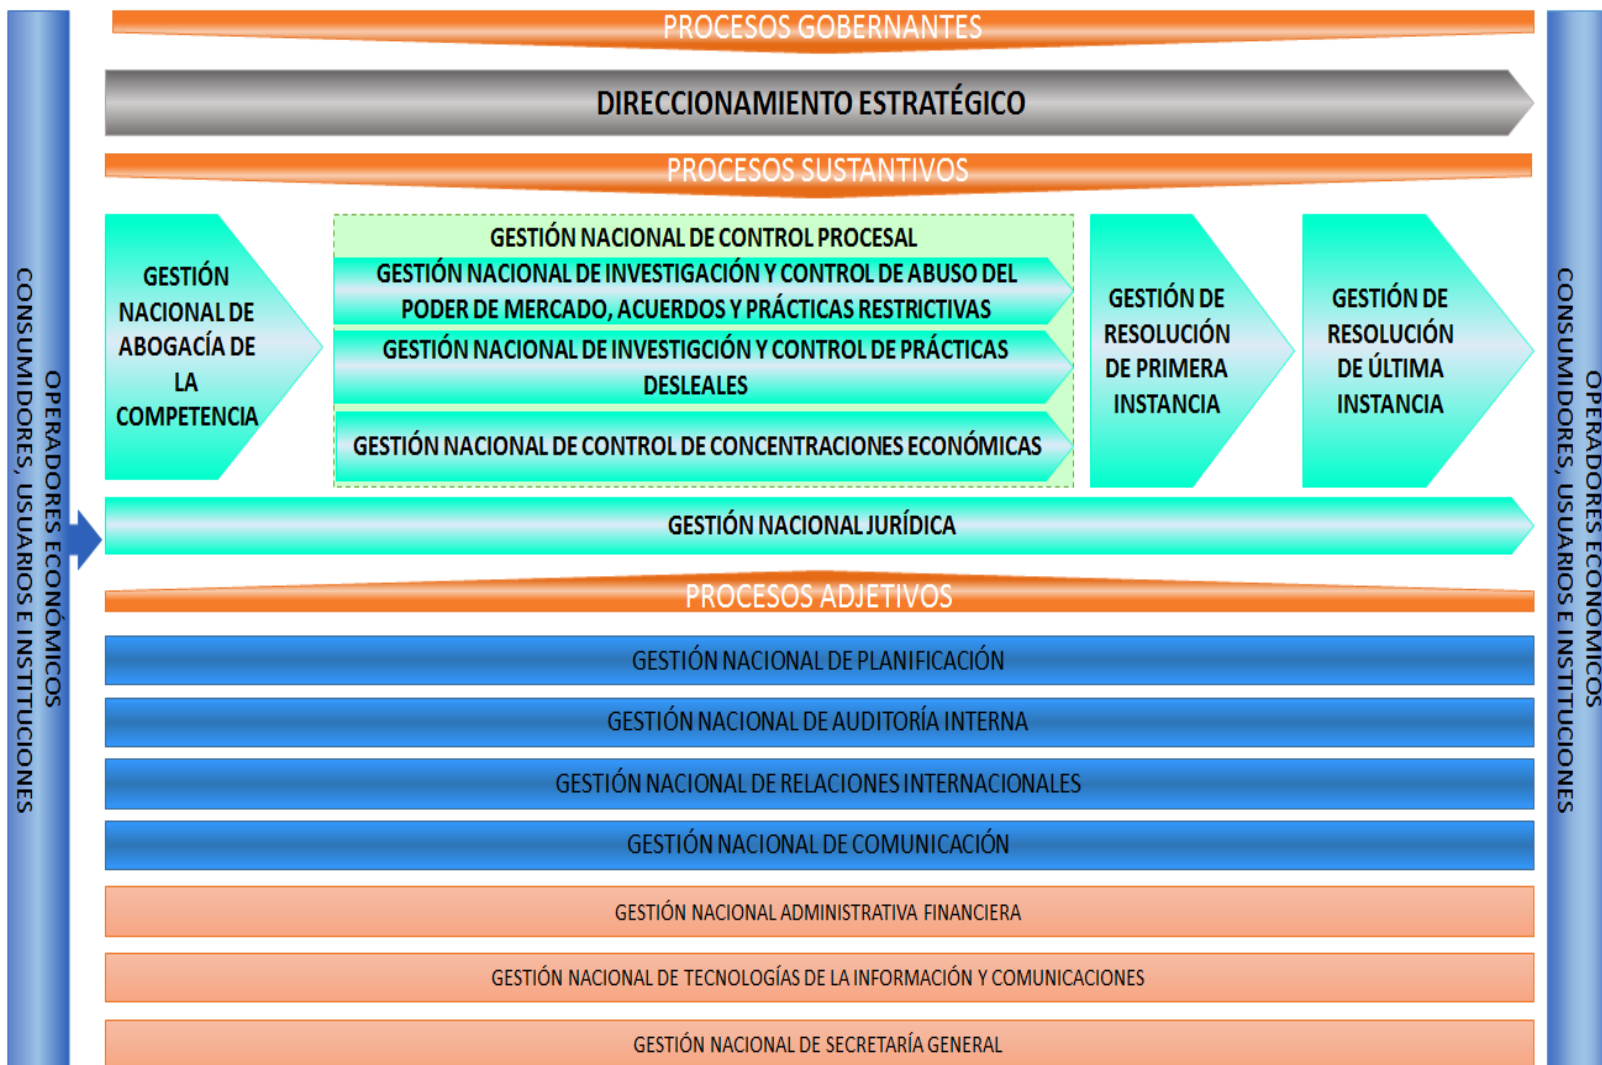 PROCESOS GOBERNANTES
DIRECCIONAMIENTO ESTRATÉGICO
PROCESOS SUSTANTIVOS
GESTIÓN
NACIONAL DE
ABOGACÍA DE
LA
COMPETENCIA
GESTIÓN NACIONAL DE CONTROL PROCESAL
GESTIÓN NACIONAL DE INVESTIGACIÓN Y CONTROL DE ABUSO DEL
PODER DE MERCADO, ACUERDOS Y PRÁCTICAS RESTRICTIVAS
GESTIÓN NACIONAL DE INVESTIGCIÓN Y CONTROL DE PRÁCTICAS
DESLEALES
GESTIÓN NACIONAL DE CONTROL DE CONCENTRACIONES ECONÓMICAS
GESTIÓN DE
RESOLUCIÓN
DE PRIMERA
INSTANCIA
GESTIÓN DE
RESOLUCIÓN
DE ÚLTIMA
INSTANCIA
GESTIÓN NACIONAL JURÍDICA
PROCESOS ADJETIVOS
GESTIÓN NACIONAL DE PLANIFICACIÓN
GESTIÓN NACIONAL DE AUDITORÍA INTERNA
GESTIÓN NACIONAL DE RELACIONES INTERNACIONALES
GESTIÓN NACIONAL DE COMUNICACIÓN
GESTIÓN NACIONAL ADMINISTRATIVA FINANCIERA
GESTIÓN NACIONAL DE TECNOLOGÍAS DE LA INFORMACIÓN Y COMUNICACIONES
GESTIÓN NACIONAL DE SECRETARÍA GENERAL
OPERADORES ECONÓMICOS
CONSUMIDORES, USUARIOS E INSTITUCIONES
OPERADORES ECONÓMICOS
CONSUMIDORES, USUARIOS E INSTITUCIONES